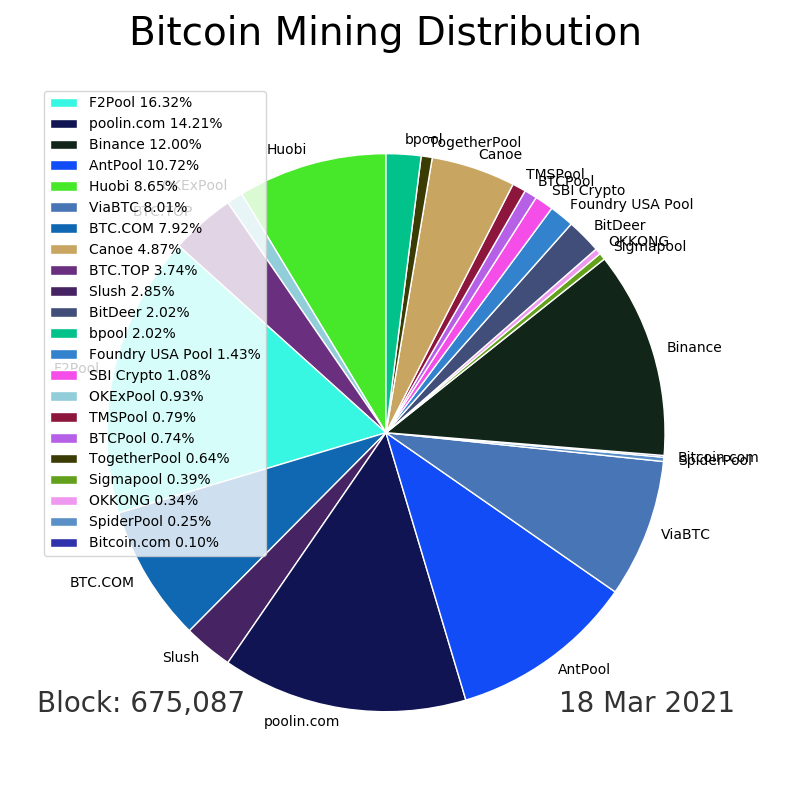 Bitcoin Mining Distribution
F2Pool 16.32%
poolin.com 14.21%
Binance 12.00%
AntPool 10.72%
Huobi 8.65%
ViaBTC 8.01%
BTC.COM 7.92%
Canoe 4.87%
BTC.TOP 3.74%
Slush 2.85%
BitDeer 2.02%
bpool 2.02%
Foundry USA Pool 1.43%
SBI Crypto 1.08%
OKExPool 0.93%
TMSPool 0.79%
BTCPool 0.74%
TogetherPool 0.64%
Sigmapool 0.39%
OKKONG 0.34%
SpiderPool 0.25%
Bitcoin.com 0.10%
bpool
TogetherPool
Canoe
TMSPool
BTCPool
SBI Crypto
Foundry USA Pool
BitDeer
OKKONG
Sigmapool
Binance
Bitcoin.com
SpiderPool
ViaBTC
AntPool
poolin.com
Slush
BTC.COM
F2Pool
BTC.TOP
OKExPool
Huobi
Block: 675,087
18 Mar 2021